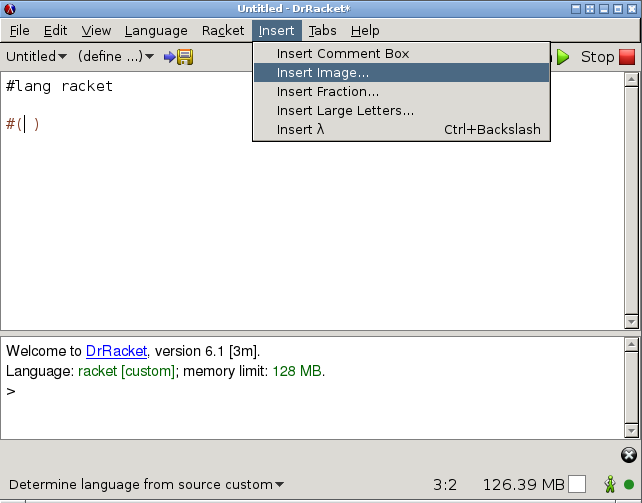 Untitled - DrRacket*
File Edit View Language Racket Insert Tabs Help
Untitled (define ...) Stop
Insert Comment Box
Insert Image...
Insert Fraction...
Insert Large Letters...
Insert λ Ctrl+Backslash
#lang racket
#( )
Welcome to DrRacket, version 6.1 [3m].
Language: racket [custom]; memory limit: 128 MB.
>
Determine language from source custom 3:2 126.39 MB